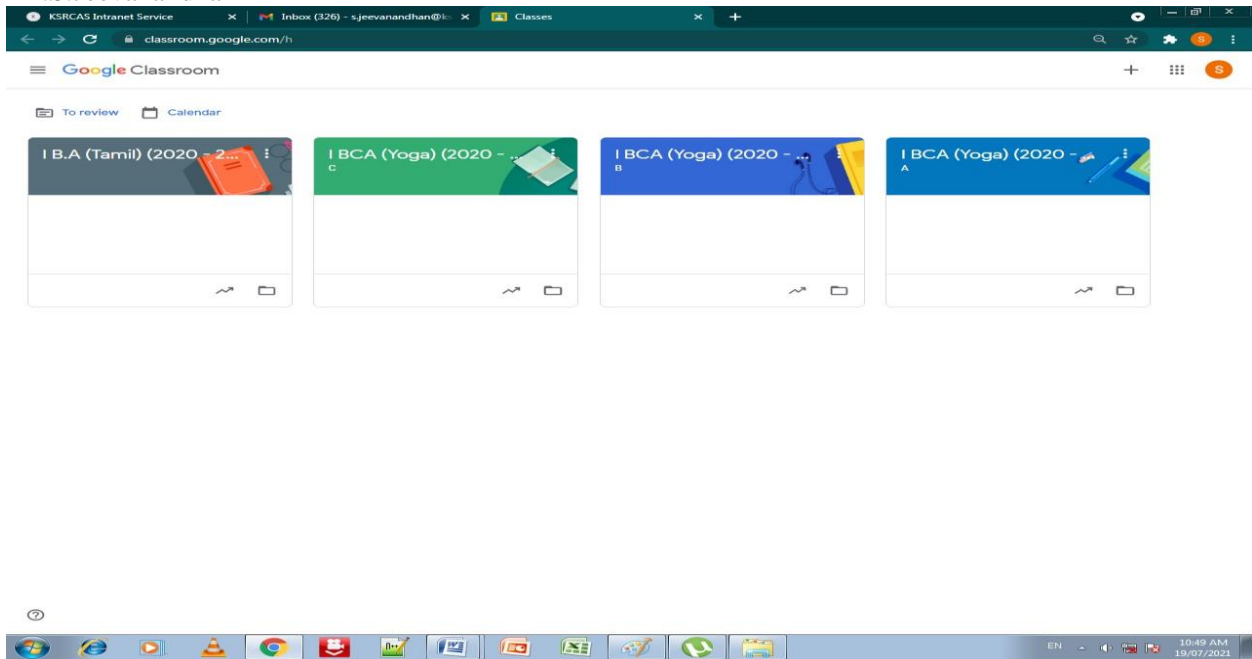 KSRCAS Intranet Service
Inbox (326) - s.jeevanandhan@ks
Classes
classroom.google.com/h
Google Classroom
To review
Calendar
I B.A (Tamil) (2020 - 2...
I BCA (Yoga) (2020 - ...
C
I BCA (Yoga) (2020 - ...
B
I BCA (Yoga) (2020 -
A
S
S
EN
10:49 AM
19/07/2021